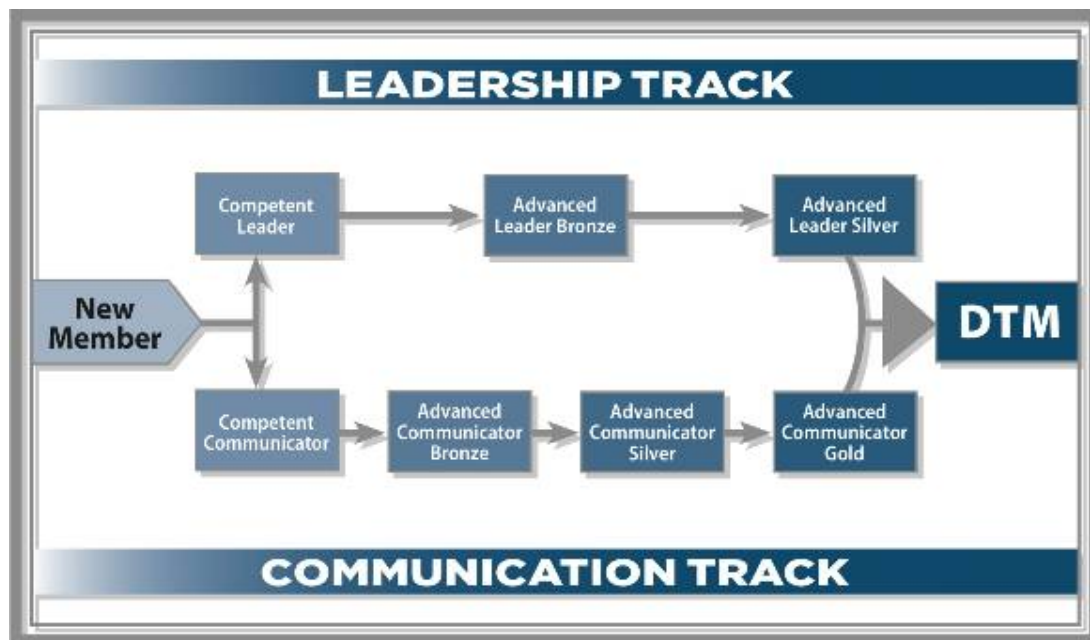 LEADERSHIP TRACK
Competent
Leader
Advanced
Leader Bronze
Advanced
Leader Silver
New
Member
DTM
Competent
Communicator
Advanced
Communicator
Bronze
Advanced
Communicator
Silver
Advanced
Communicator
Gold
COMMUNICATION TRACK